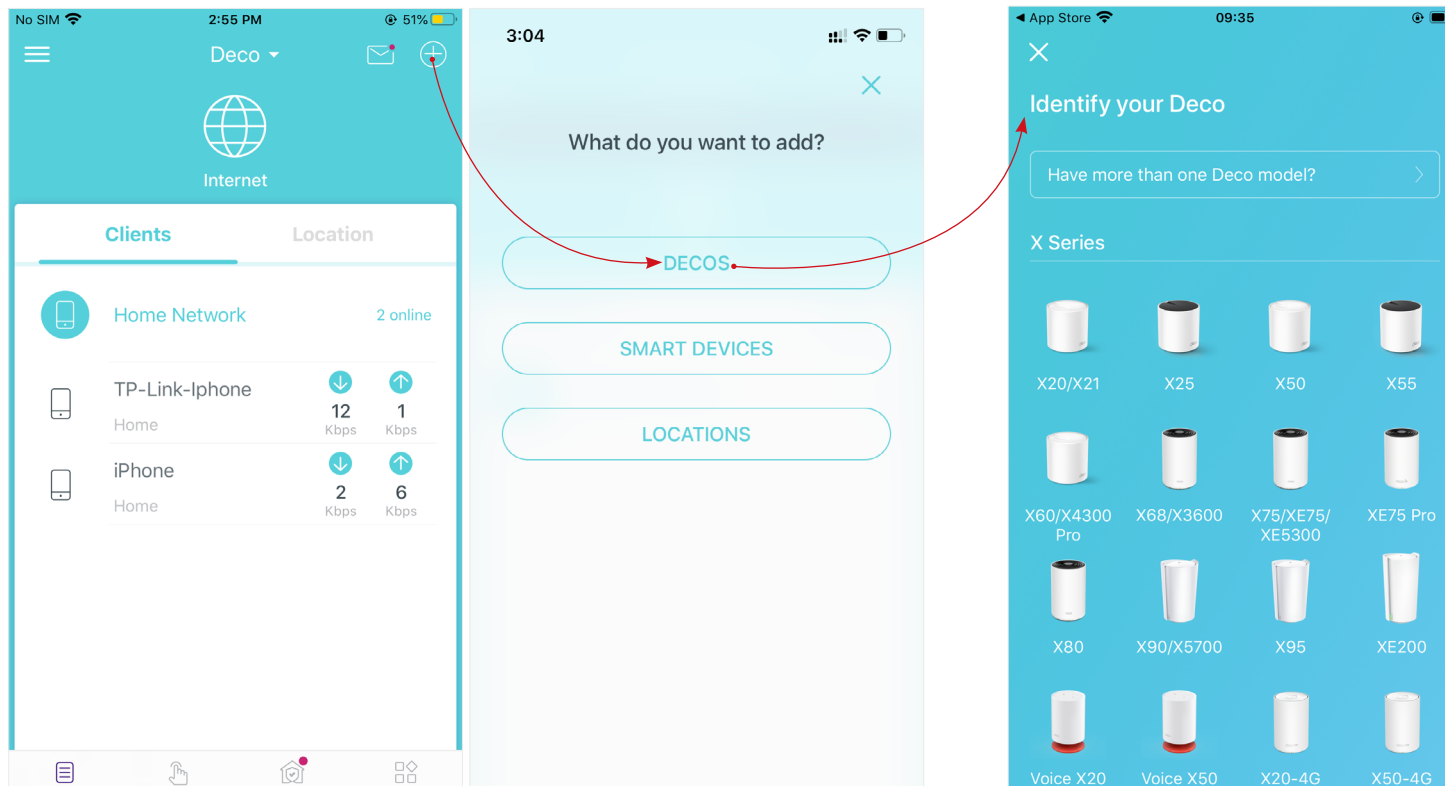 No SIM 2:55 PM 51%
Deco
Internet
Clients Location
Home Network 2 online
TP-Link-Iphone 12 1
Home Kbps Kbps
iPhone 2 6
Home Kbps Kbps
3:04
What do you want to add?
DECOS
SMART DEVICES
LOCATIONS
App Store 09:35
Identify your Deco
Have more than one Deco model?
X Series
X20/X21 X25 X50 X55
X60/X4300 X68/X3600 X75/XE75/ XE75 Pro
Pro XE5300
X80 X90/X5700 X95 XE200
Voice X20 Voice X50 X20-4G X50-4G